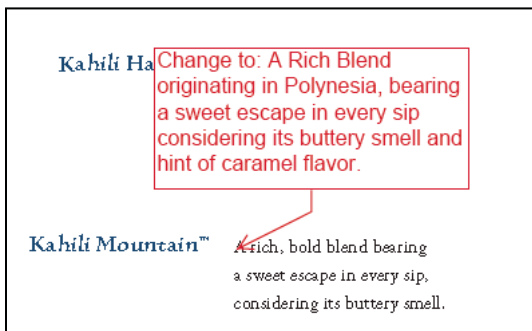 Kahili Ha
Change to: A Rich Blend
originating in Polynesia, bearing
a sweet escape in every sip
considering its buttery smell and
hint of caramel flavor.
Kahili Mountain™
A rich, bold blend bearing
a sweet escape in every sip,
considering its buttery smell.